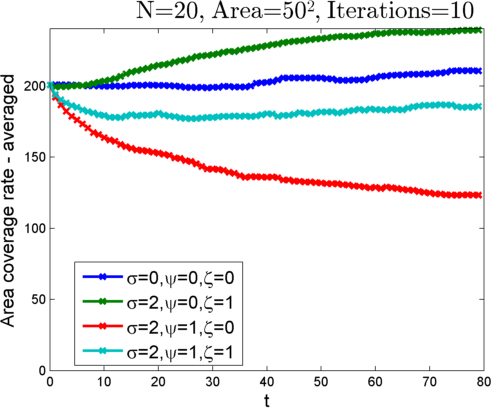 N=20, Area=50², Iterations=10
Area coverage rate - averaged
200
150
100
50
0
0 10 20 30 40 50 60 70 80
t
σ=0,ψ=0,ζ=0
σ=2,ψ=0,ζ=1
σ=2,ψ=1,ζ=0
σ=2,ψ=1,ζ=1